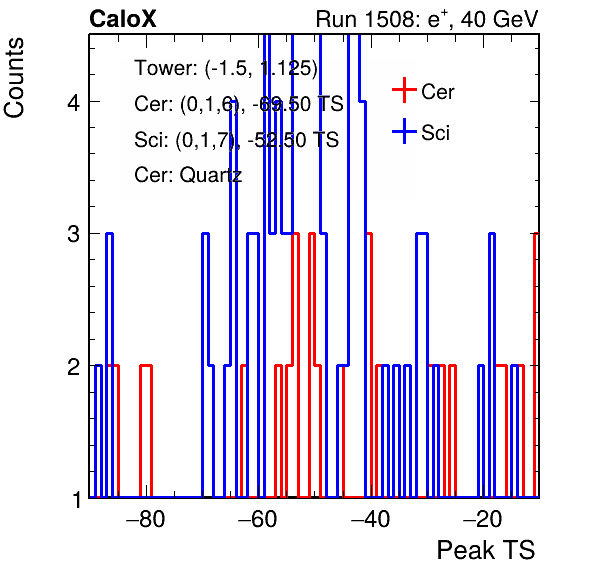 CaloX Run 1508: e⁺, 40 GeV
Counts
Tower: (-1.5, 1.125)
Cer: (0,1,6), -69.50 TS
Sci: (0,1,7), -52.50 TS
Cer: Quartz
Cer
Sci
4
3
2
1
−80 −60 −40 −20
Peak TS